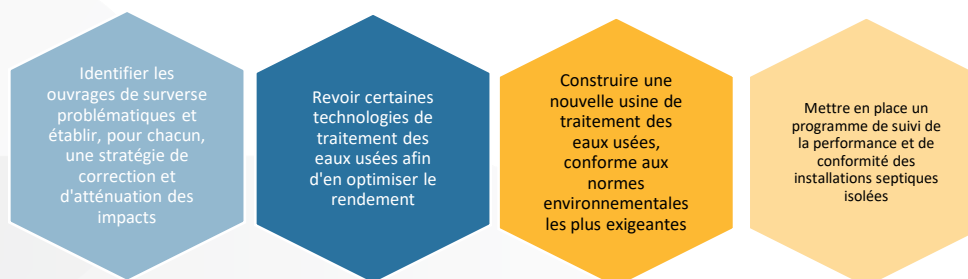 Identifier les
ouvrages de surverse
problématiques et
établir, pour chacun,
une stratégie de
correction et
d'atténuation des
impacts
Revoir certaines
technologies de
traitement des
eaux usées afin
d'en optimiser le
rendement
Construire une
nouvelle usine de
traitement des
eaux usées,
conforme aux
normes
environnementales
les plus exigeantes
Mettre en place un
programme de suivi de
la performance et de
conformité des
installations septiques
isolées